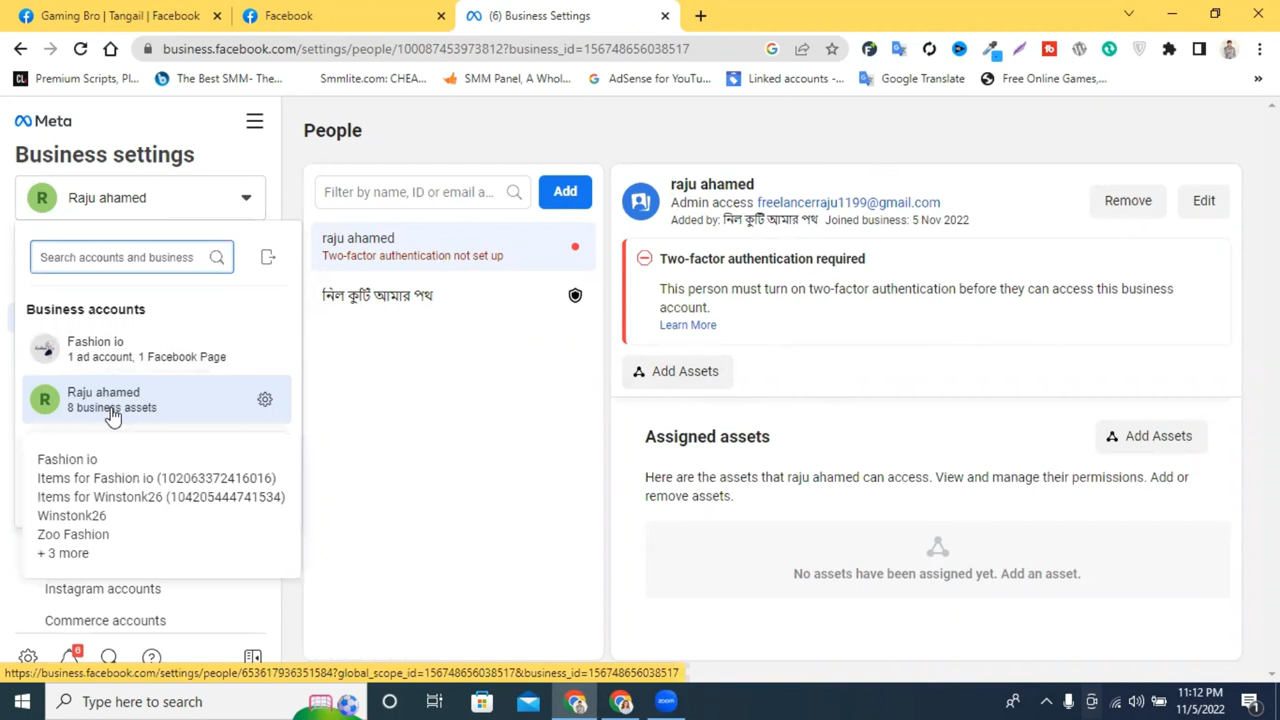 Gaming Bro | Tangail | Facebook
Facebook
(6) Business Settings
business.facebook.com/settings/people/100087453973812?business_id=156748656038517
Premium Scripts, Pl...
The Best SMM- The...
Smmlite.com: CHEA...
SMM Panel, A Whol...
AdSense for YouTu...
Linked accounts -...
Google Translate
Free Online Games,...
Meta
Business settings
R
Raju ahamed
Search accounts and business
Business accounts
Fashion io
1 ad account, 1 Facebook Page
R
Raju ahamed
8 business assets
Fashion io
Items for Fashion io (102063372416016)
Items for Winstonk26 (104205444741534)
Winstonk26
Zoo Fashion
+ 3 more
Instagram accounts
Commerce accounts
6
People
Filter by name, ID or email a...
Add
raju ahamed
Two-factor authentication not set up
নিল কুটিঁ আমার পথ
raju ahamed
Admin access freelancerraju1199@gmail.com
Added by: নিল কুটিঁ আমার পথ Joined business: 5 Nov 2022
Remove
Edit
Two-factor authentication required
This person must turn on two-factor authentication before they can access this business
account.
Learn More
Add Assets
Assigned assets
Add Assets
Here are the assets that raju ahamed can access. View and manage their permissions. Add or
remove assets.
No assets have been assigned yet. Add an asset.
https://business.facebook.com/settings/people/653617936351584?global_scope_id=156748656038517&business_id=156748656038517
Type here to search
zoom
11:12 PM
11/5/2022
1